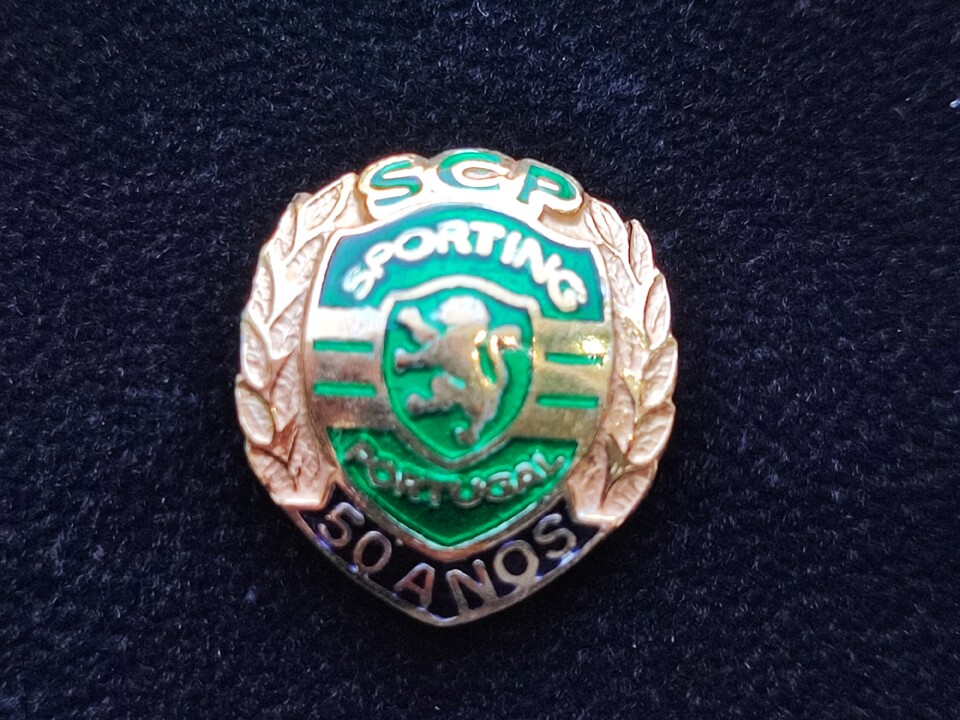 SCP
SPORTING
PORTUGAL
50 ANOS